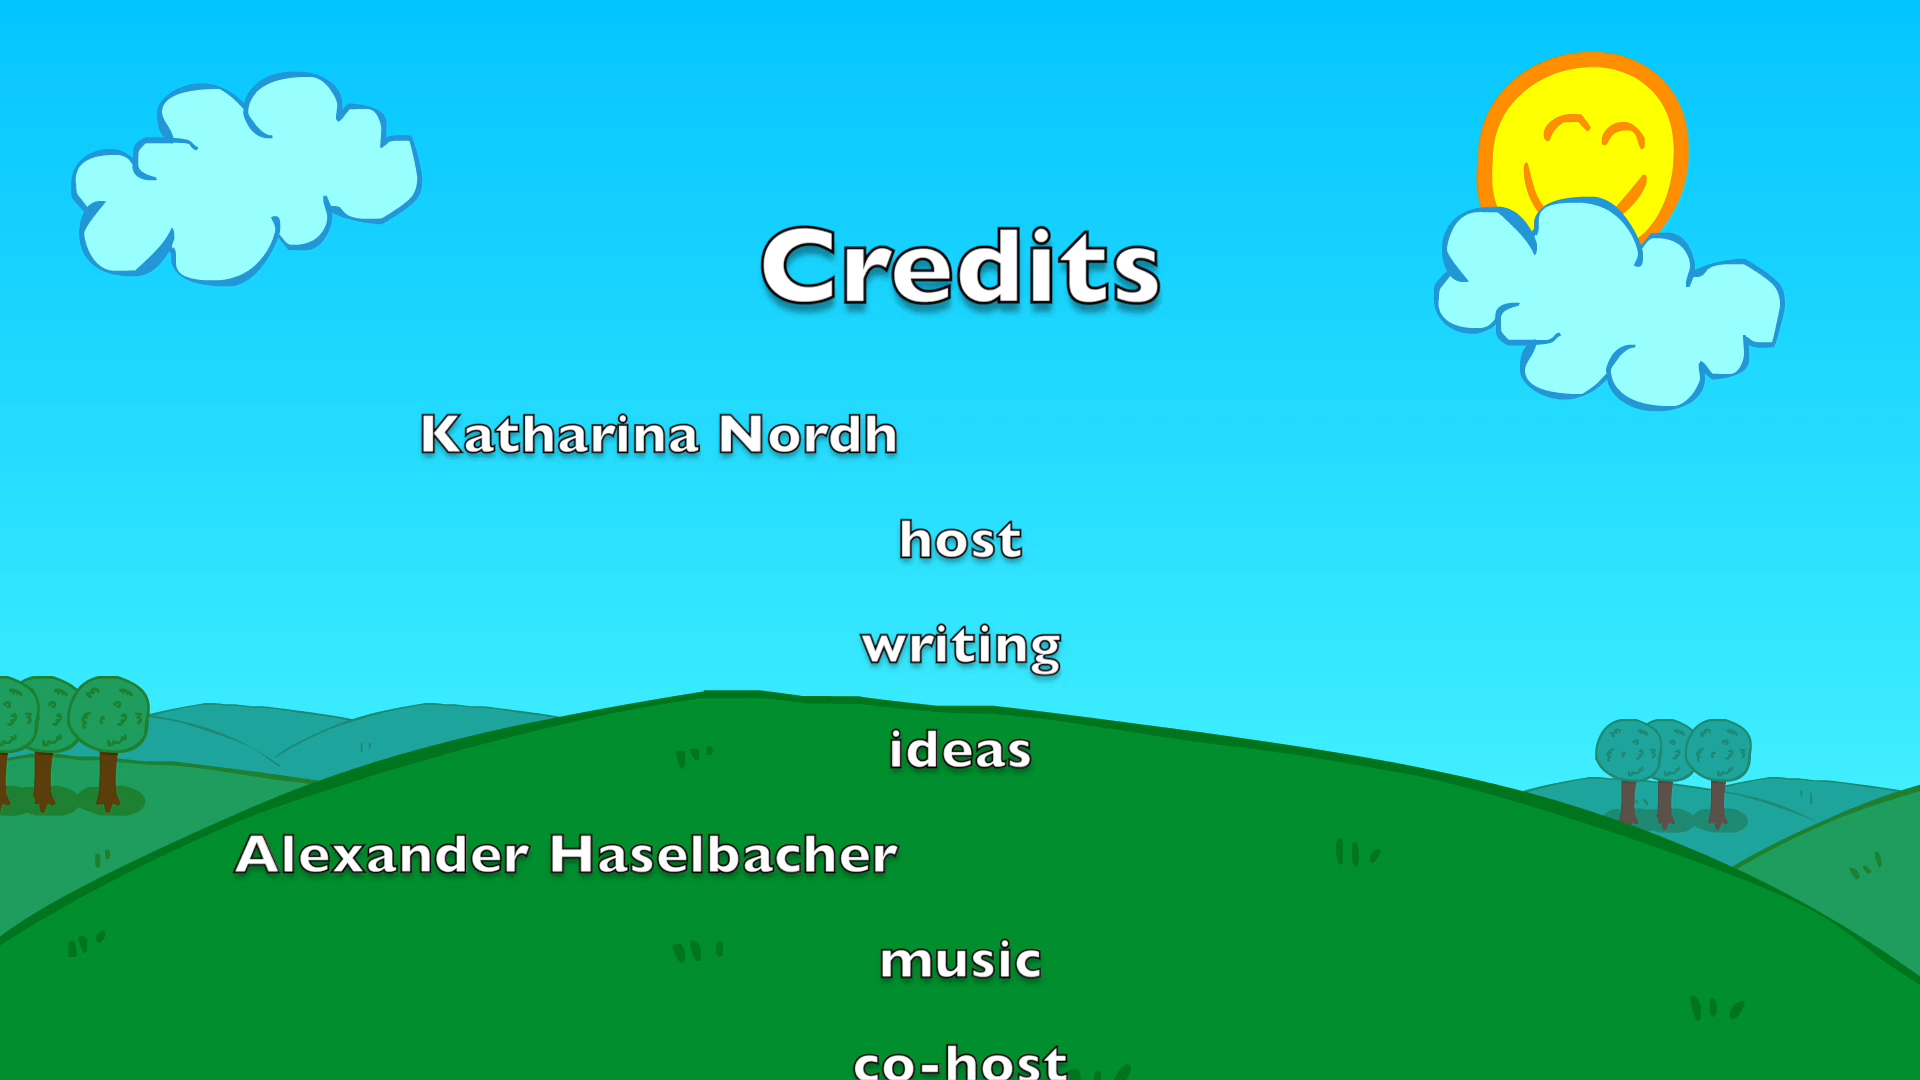 Credits
Katharina Nordh
host
writing
ideas
Alexander Haselbacher
music
co-host